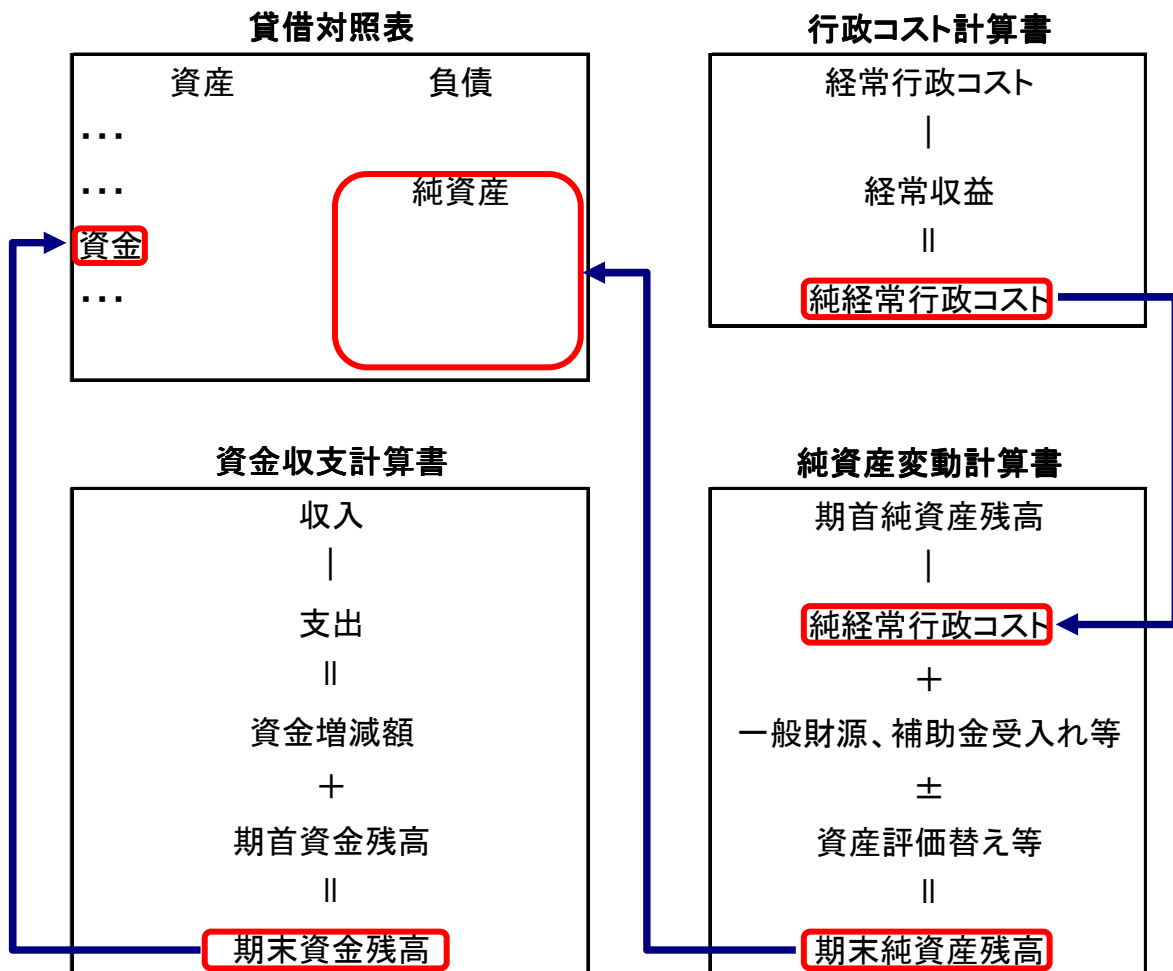 貸借対照表
資産 負債
・・・
・・・ 純資産
資金
・・・
行政コスト計算書
経常行政コスト
｜
経常収益
॥
純経常行政コスト
資金収支計算書
収入
｜
支出
॥
資金増減額
＋
期首資金残高
॥
期末資金残高
純資産変動計算書
期首純資産残高
｜
純経常行政コスト
＋
一般財源、補助金受入れ等
±
資産評価替え等
॥
期末純資産残高